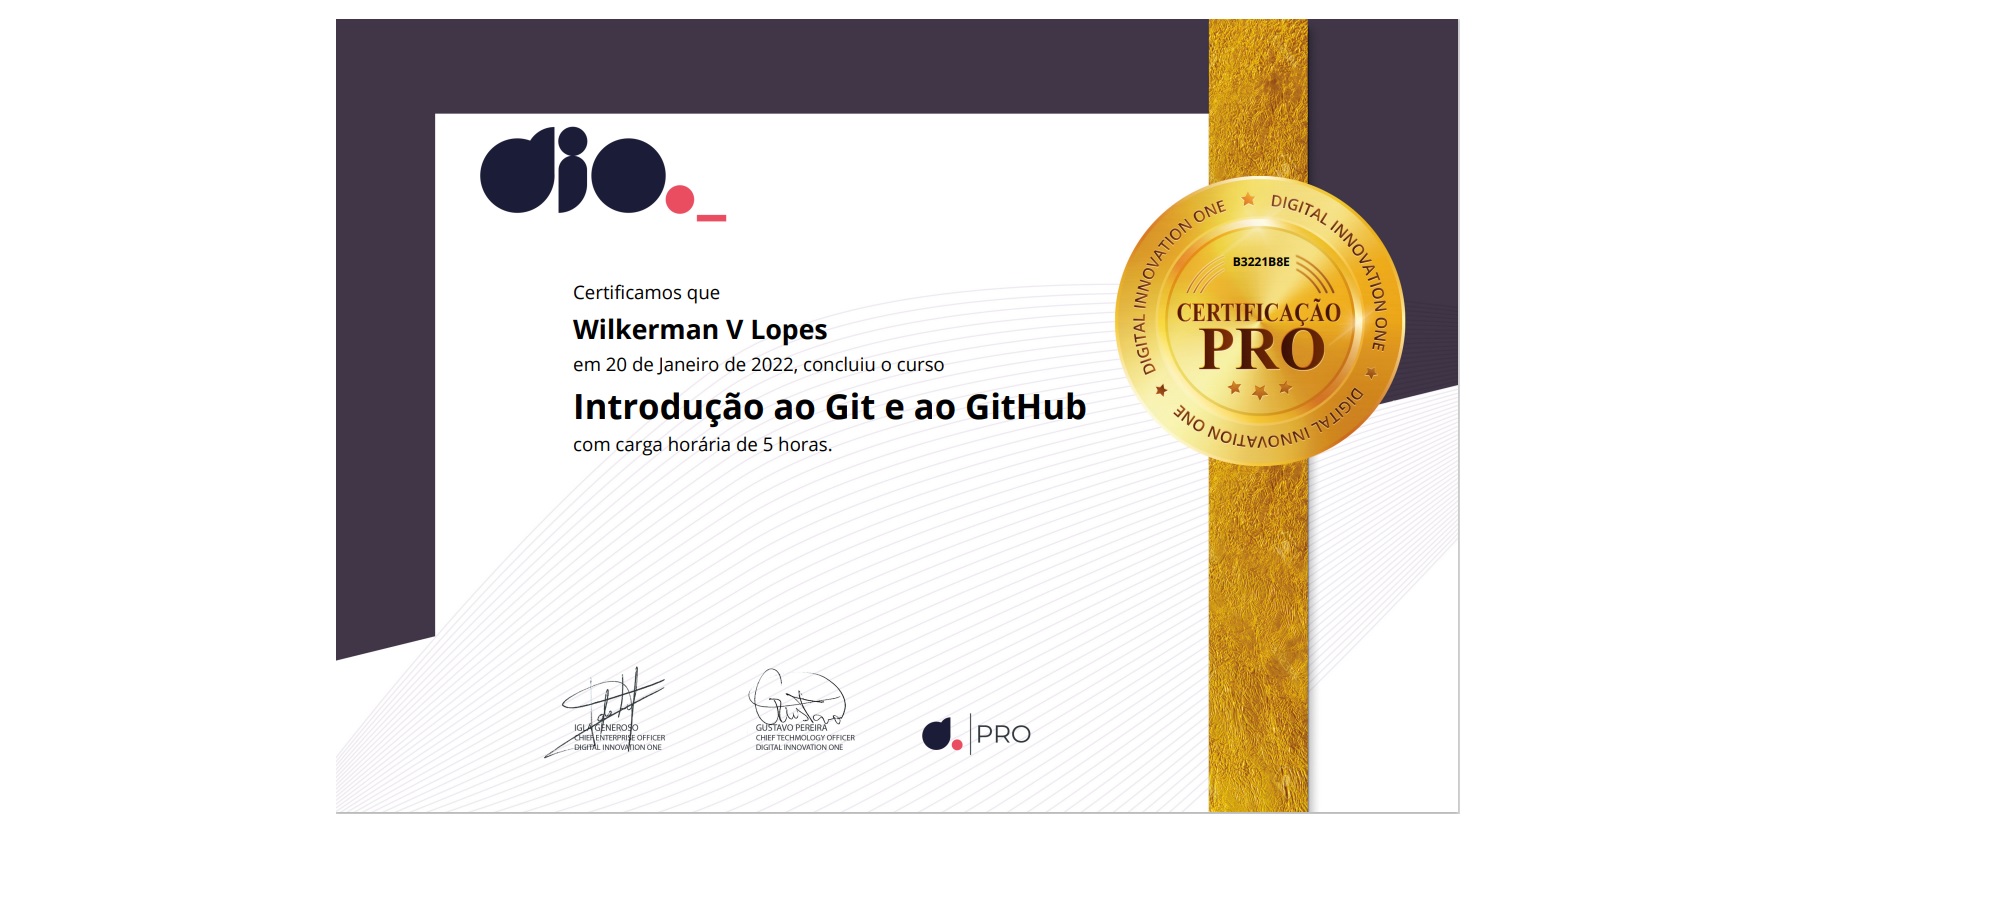 dio._
DIGITAL INNOVATION ONE
DIGITAL INNOVATION ONE
DIGITAL INNOVATION ONE
B3221B8E
CERTIFICAÇÃO
PRO
Certificamos que
Wilkerman V Lopes
em 20 de Janeiro de 2022, concluiu o curso
Introdução ao Git e ao GitHub
com carga horária de 5 horas.
IGLÁ GENEROSO
CHIEF ENTERPRISE OFFICER
DIGITAL INNOVATION ONE
GUSTAVO PEREIRA
CHIEF TECHMOLOGY OFFICER
DIGITAL INNOVATION ONE
d. PRO